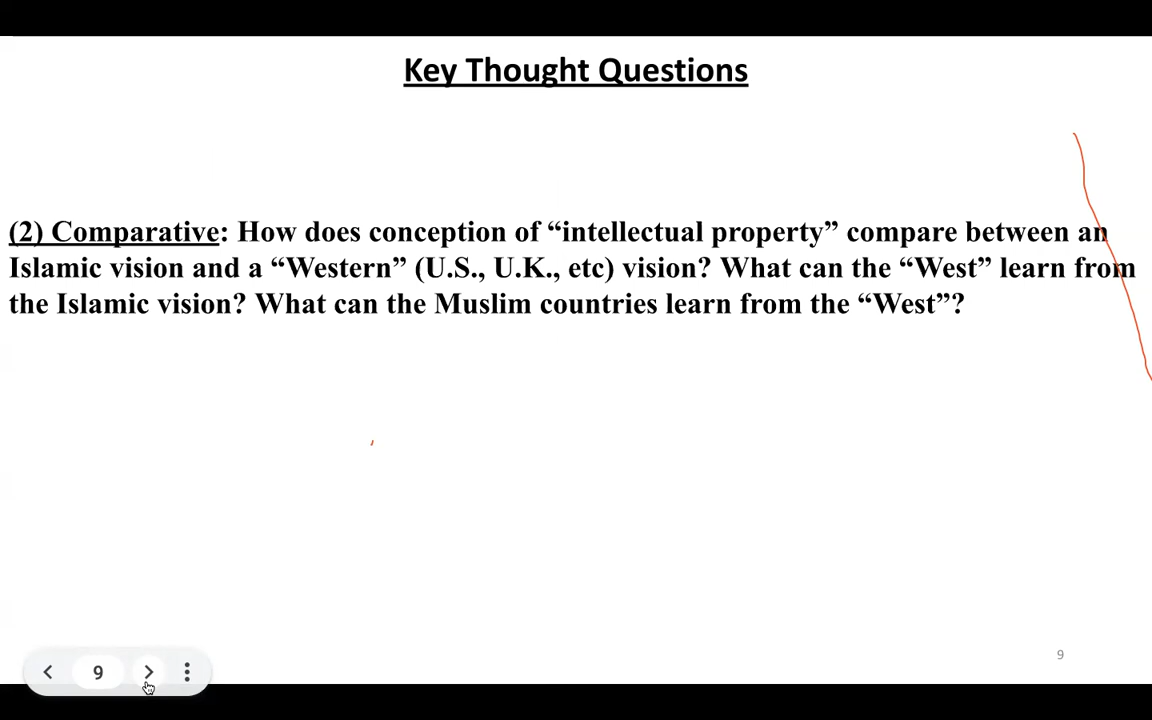 Key Thought Questions
(2) Comparative: How does conception of “intellectual property” compare between an
Islamic vision and a “Western” (U.S., U.K., etc) vision? What can the “West” learn from
the Islamic vision? What can the Muslim countries learn from the “West”?
9
9